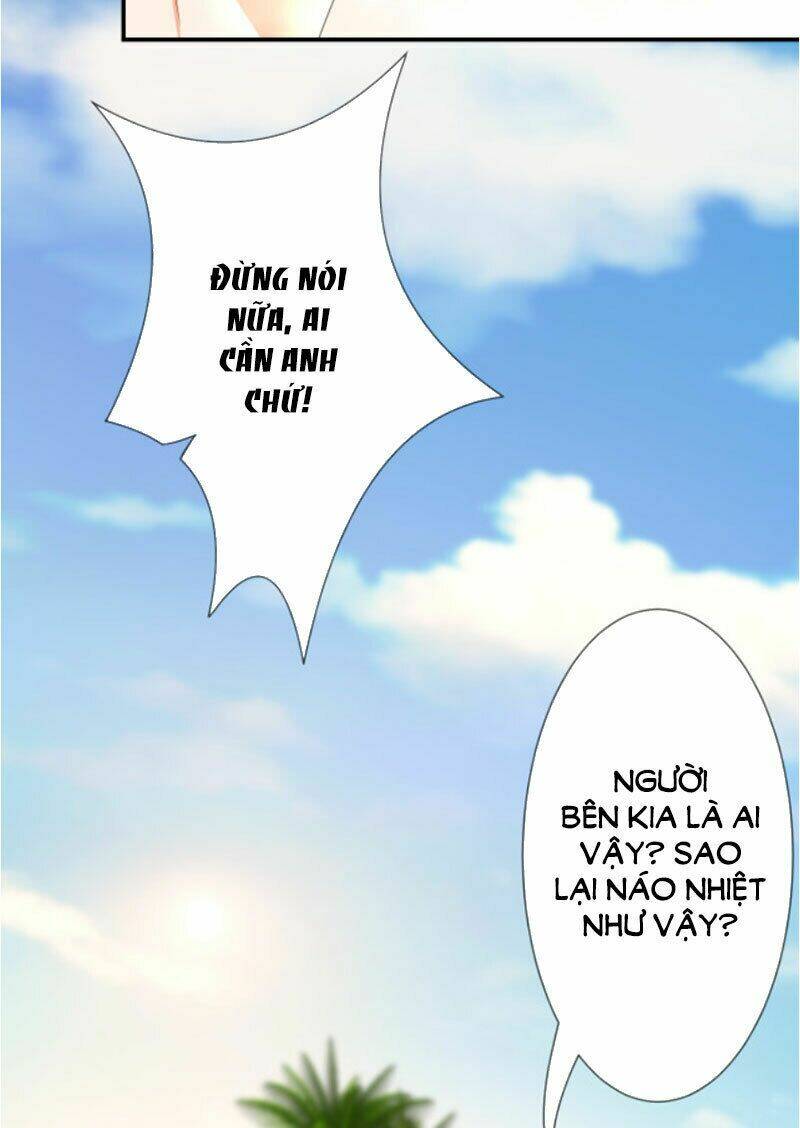 ĐỪNG NÓI
NỮA, AI
CẦN ANH
CHỨ!
NGƯỜI
BÊN KIA LÀ AI
VẬY? SAO
LẠI NÁO NHIỆT
NHƯ VẬY?